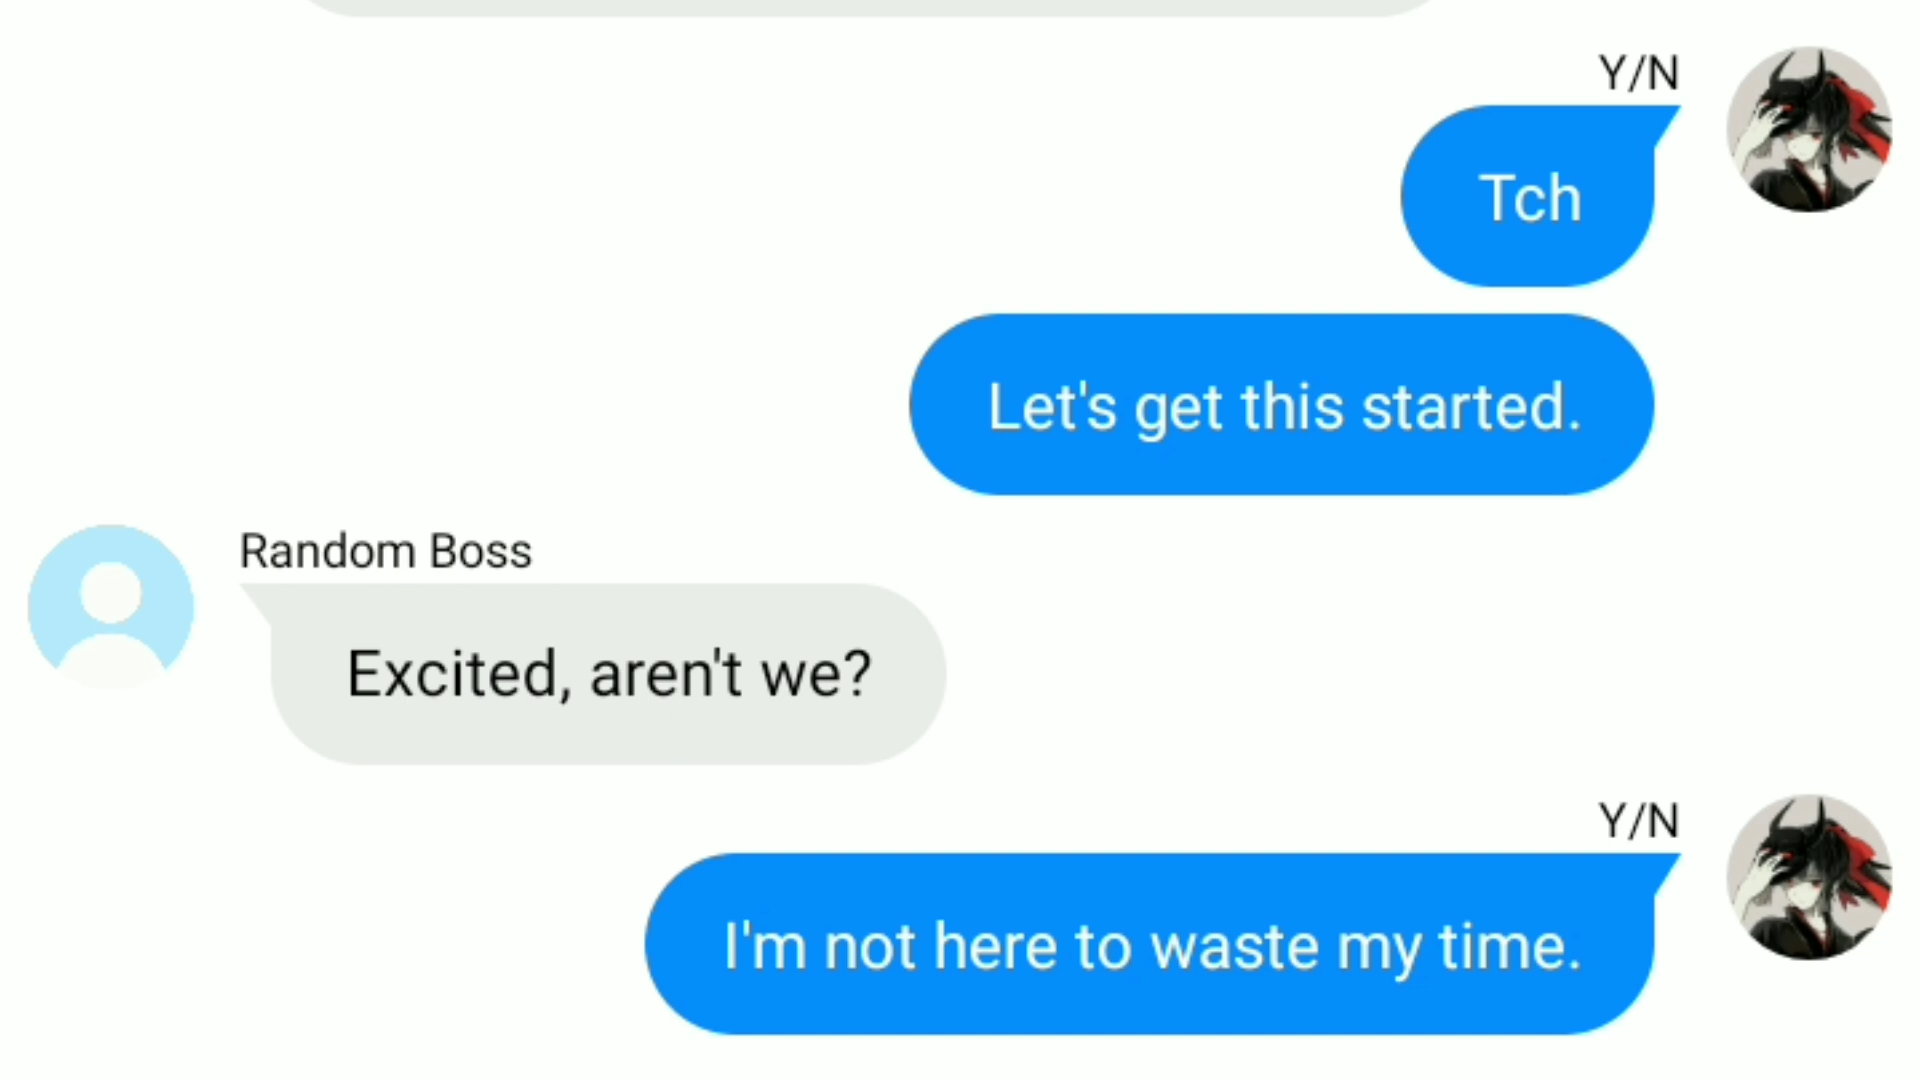 Y/N
Tch
Let's get this started.
Random Boss
Excited, aren't we?
Y/N
I'm not here to waste my time.